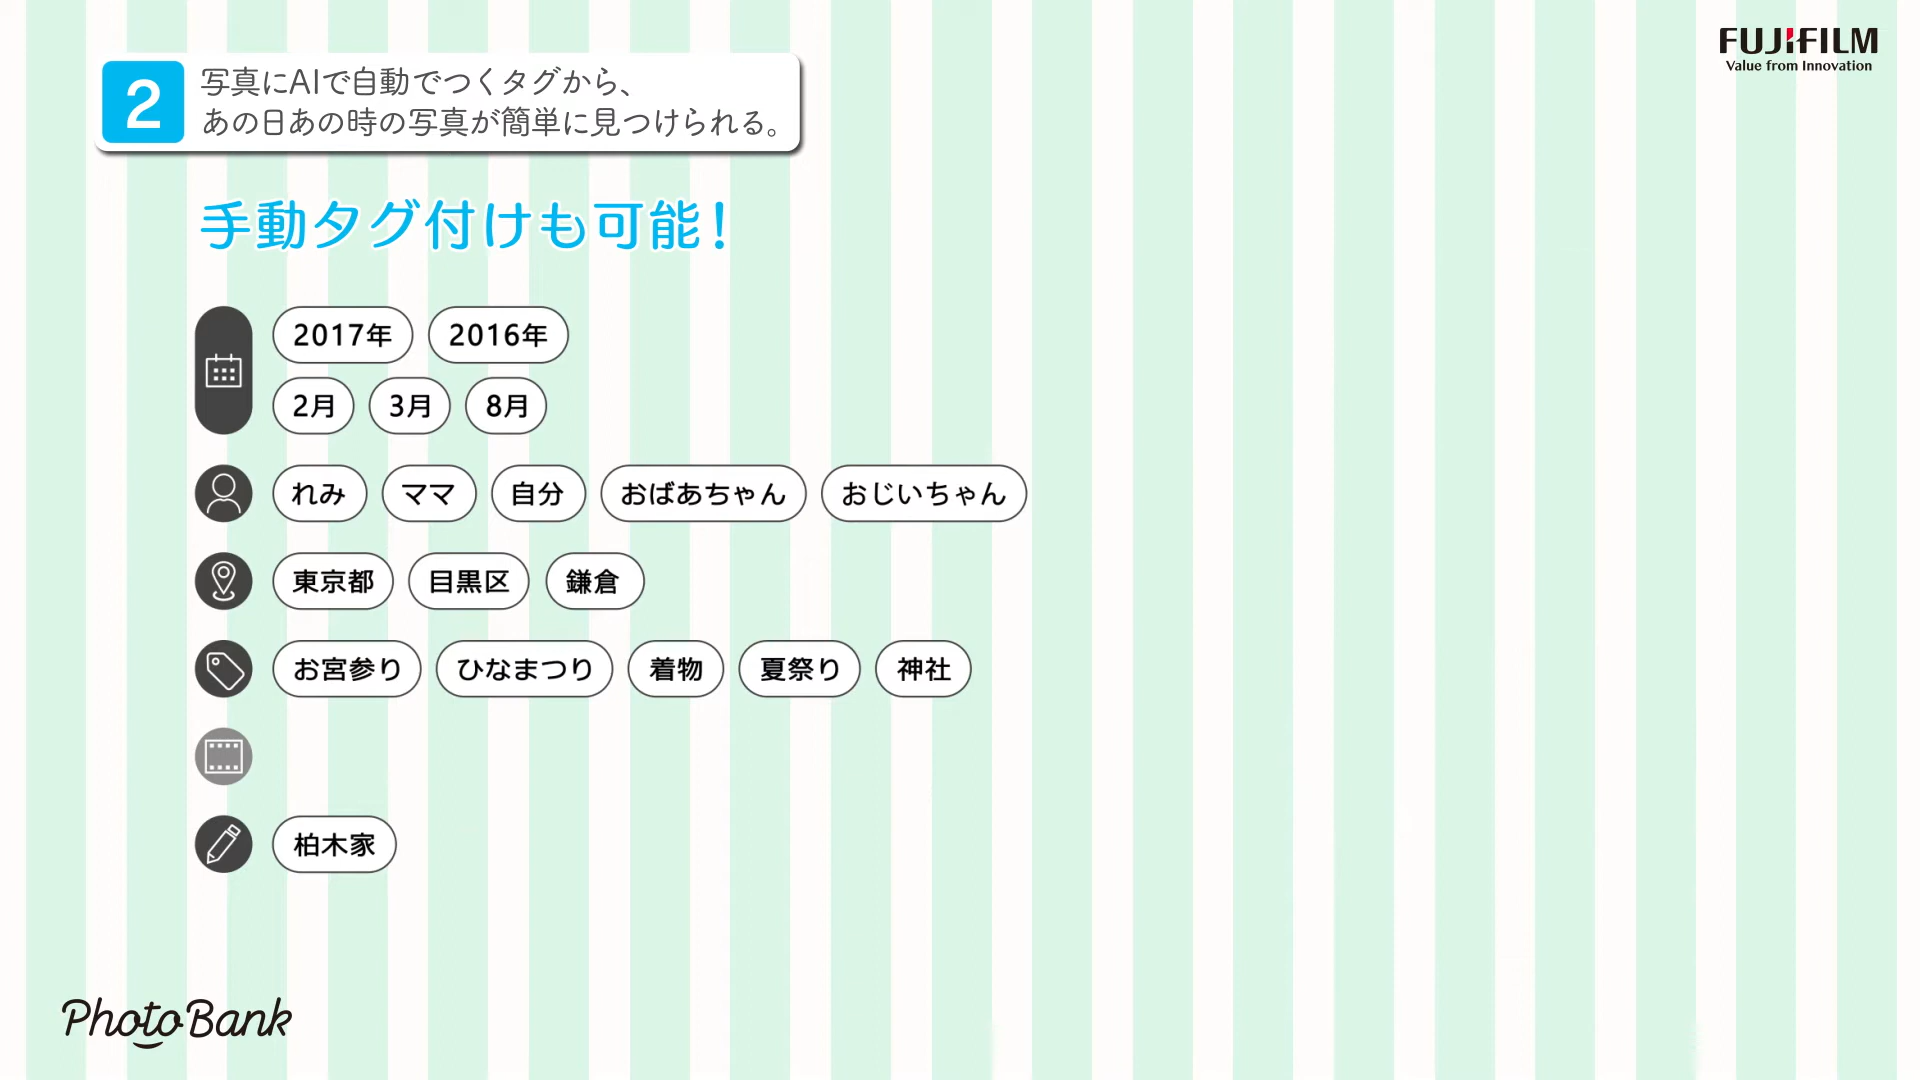 FUJIFILM
Value from Innovation
2
写真にAIで自動でつくタグから、
あの日あの時の写真が簡単に見つけられる。
手動タグ付けも可能！
2017年 2016年
2月 3月 8月
れみ ママ 自分 おばあちゃん おじいちゃん
東京都 目黒区 鎌倉
お宮参り ひなまつり 着物 夏祭り 神社
柏木家
PhotoBank